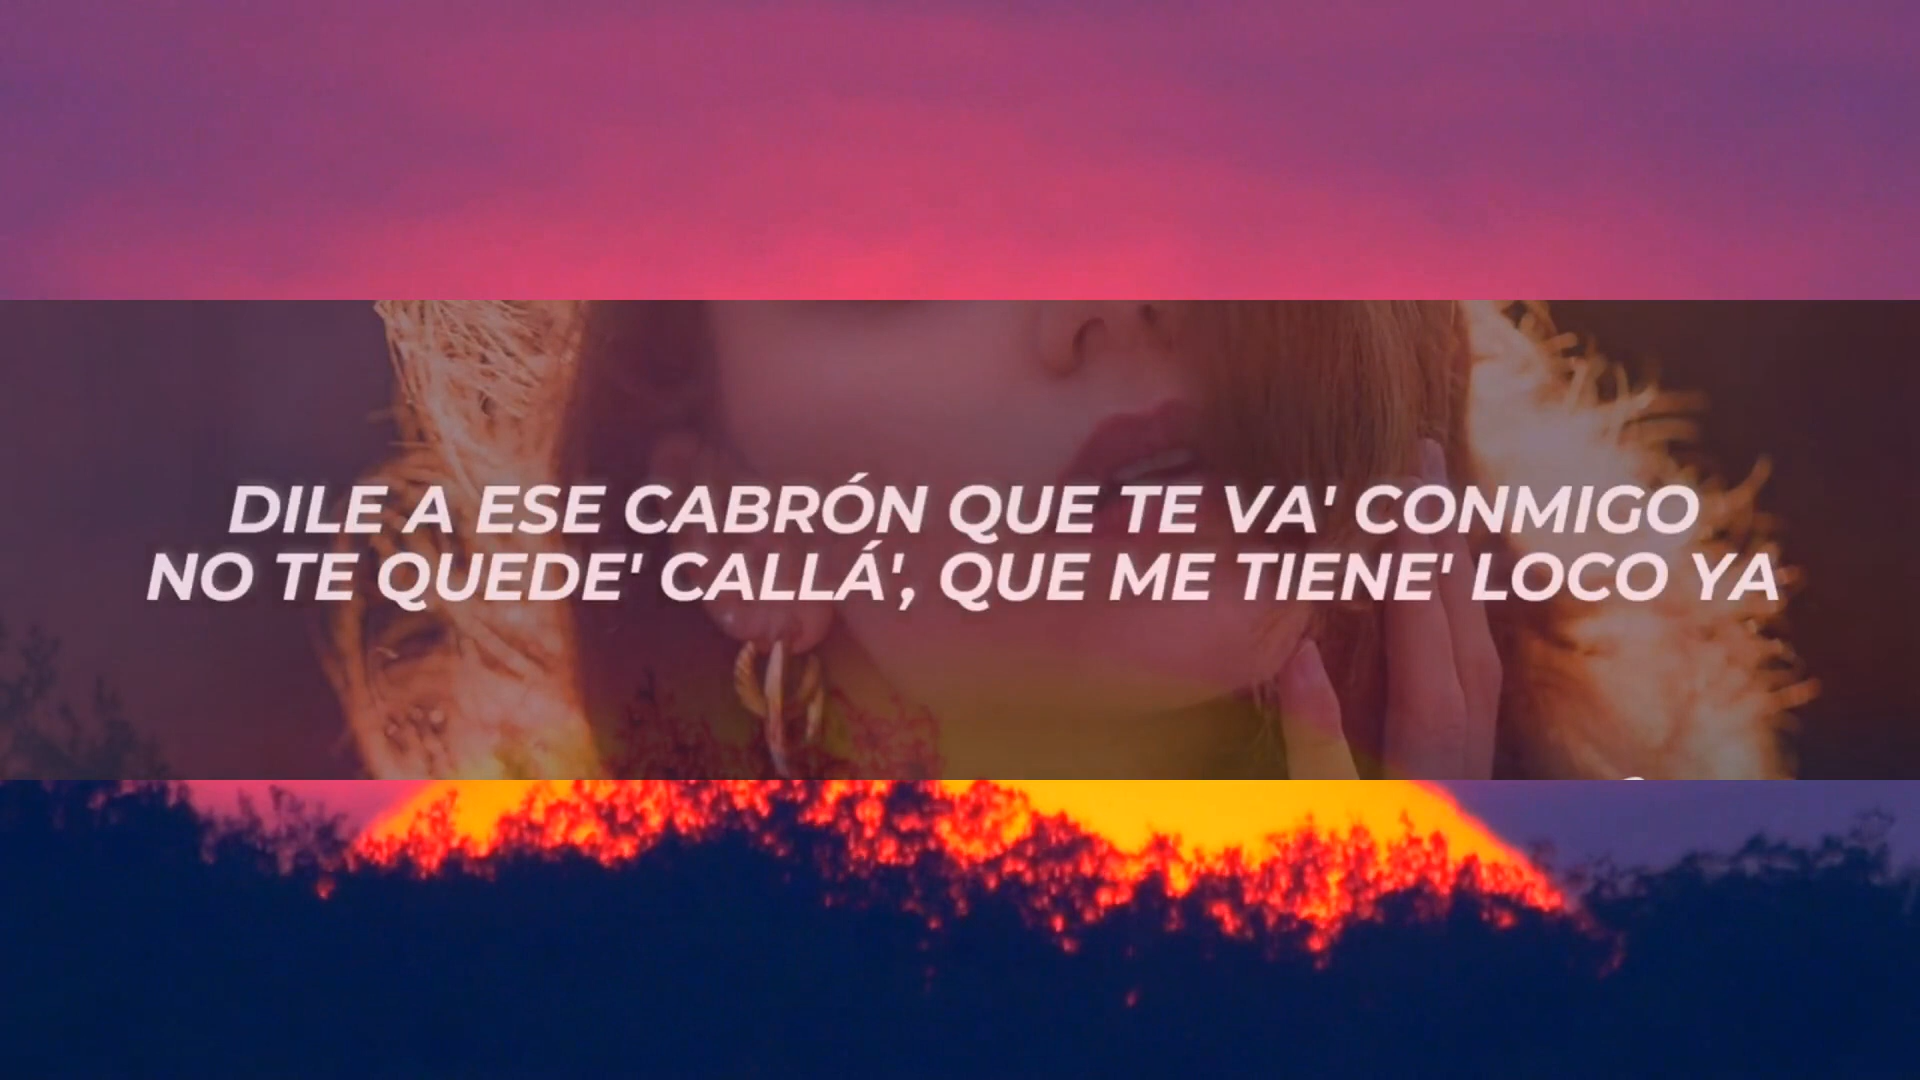 DILE A ESE CABRÓN QUE TE VA' CONMIGO
NO TE QUEDE' CALLÁ', QUE ME TIENE' LOCO YA